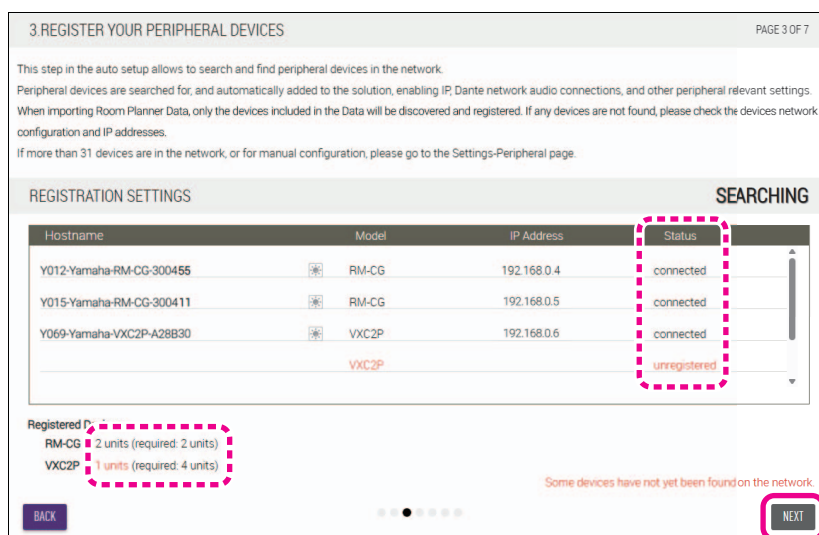 3.REGISTER YOUR PERIPHERAL DEVICES
PAGE 3 OF 7
This step in the auto setup allows to search and find peripheral devices in the network.
Peripheral devices are searched for, and automatically added to the solution, enabling IP, Dante network audio connections, and other peripheral relevant settings.
When importing Room Planner Data, only the devices included in the Data will be discovered and registered. If any devices are not found, please check the devices network
configuration and IP addresses.
If more than 31 devices are in the network, or for manual configuration, please go to the Settings-Peripheral page.
REGISTRATION SETTINGS
SEARCHING
Hostname Model IP Address Status
Y012-Yamaha-RM-CG-300455 RM-CG 192.168.0.4 connected
Y015-Yamaha-RM-CG-300411 RM-CG 192.168.0.5 connected
Y069-Yamaha-VXC2P-A28B30 VXC2P 192.168.0.6 connected
VXC2P unregistered
Registered
RM-CG 2 units (required: 2 units)
VXC2P 1 units (required: 4 units)
Some devices have not yet been found on the network.
BACK
NEXT